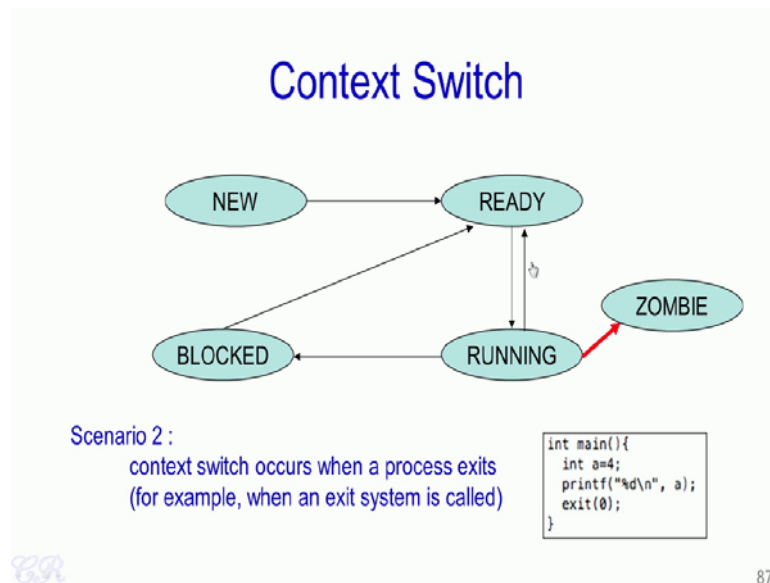 Context Switch
NEW
READY
ZOMBIE
BLOCKED
RUNNING
Scenario 2 :
context switch occurs when a process exits
(for example, when an exit system is called)
int main(){
int a=4;
printf("%d\n", a);
exit(0);
}
CR
87